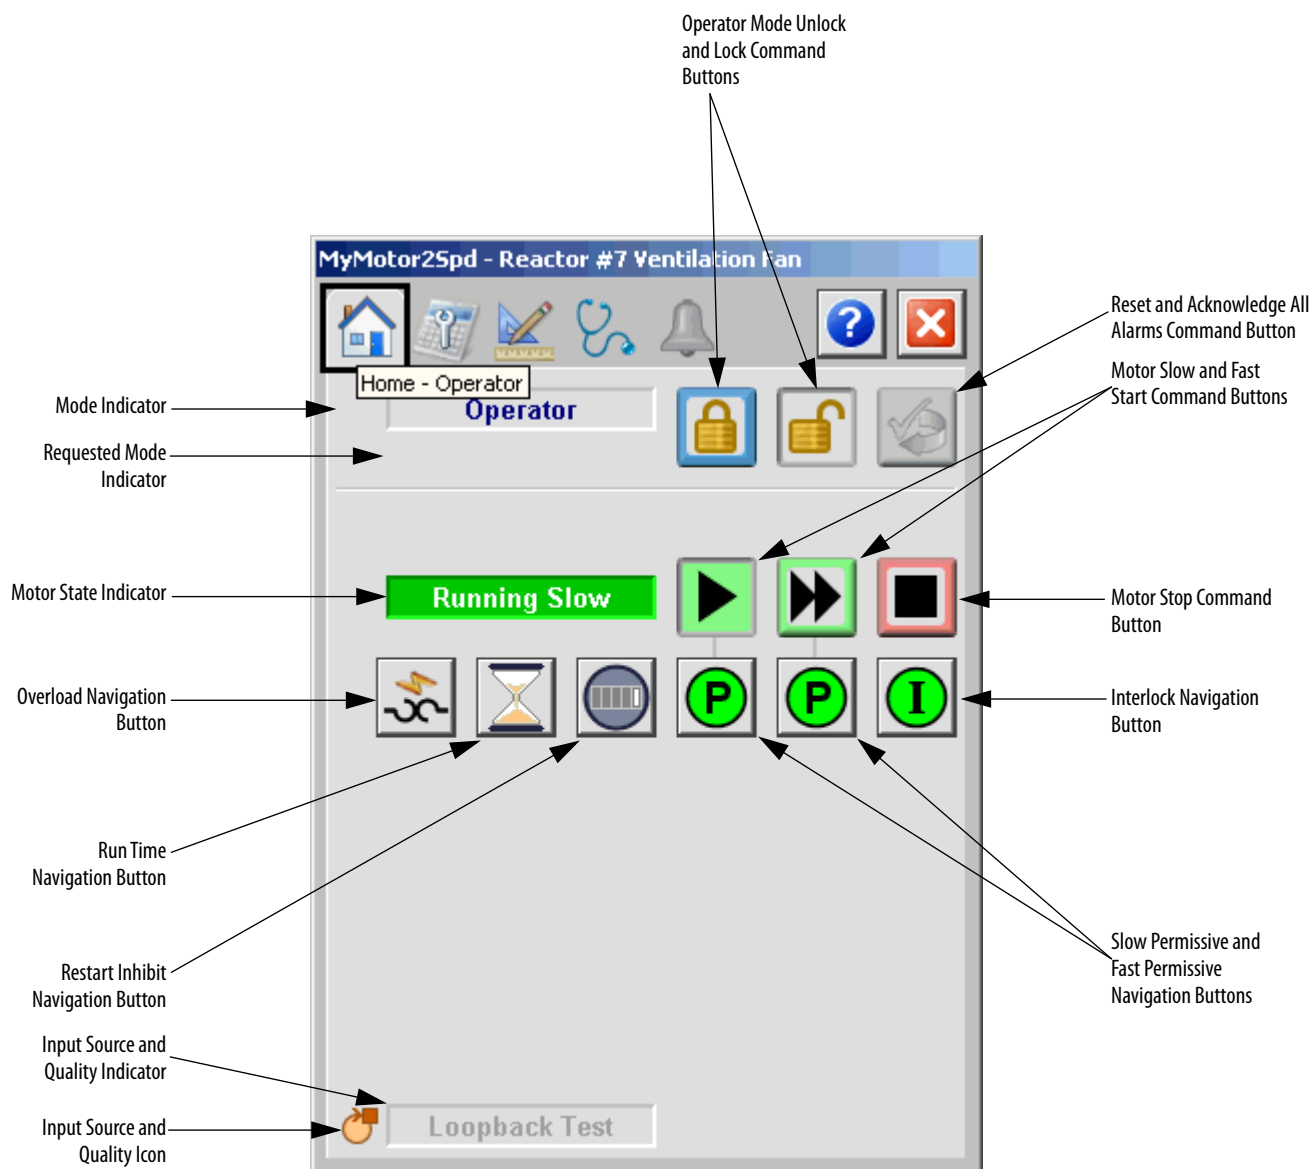 Operator Mode Unlock
and Lock Command
Buttons
MyMotor2Spd - Reactor #7 Ventilation Fan
Home - Operator
Operator
Mode Indicator
Requested Mode
Indicator
Reset and Acknowledge All
Alarms Command Button
Motor Slow and Fast
Start Command Buttons
Motor State Indicator
Running Slow
Motor Stop Command
Button
Overload Navigation
Button
P
P
I
Interlock Navigation
Button
Run Time
Navigation Button
Restart Inhibit
Navigation Button
Slow Permissive and
Fast Permissive
Navigation Buttons
Input Source and
Quality Indicator
Loopback Test
Input Source and
Quality Icon